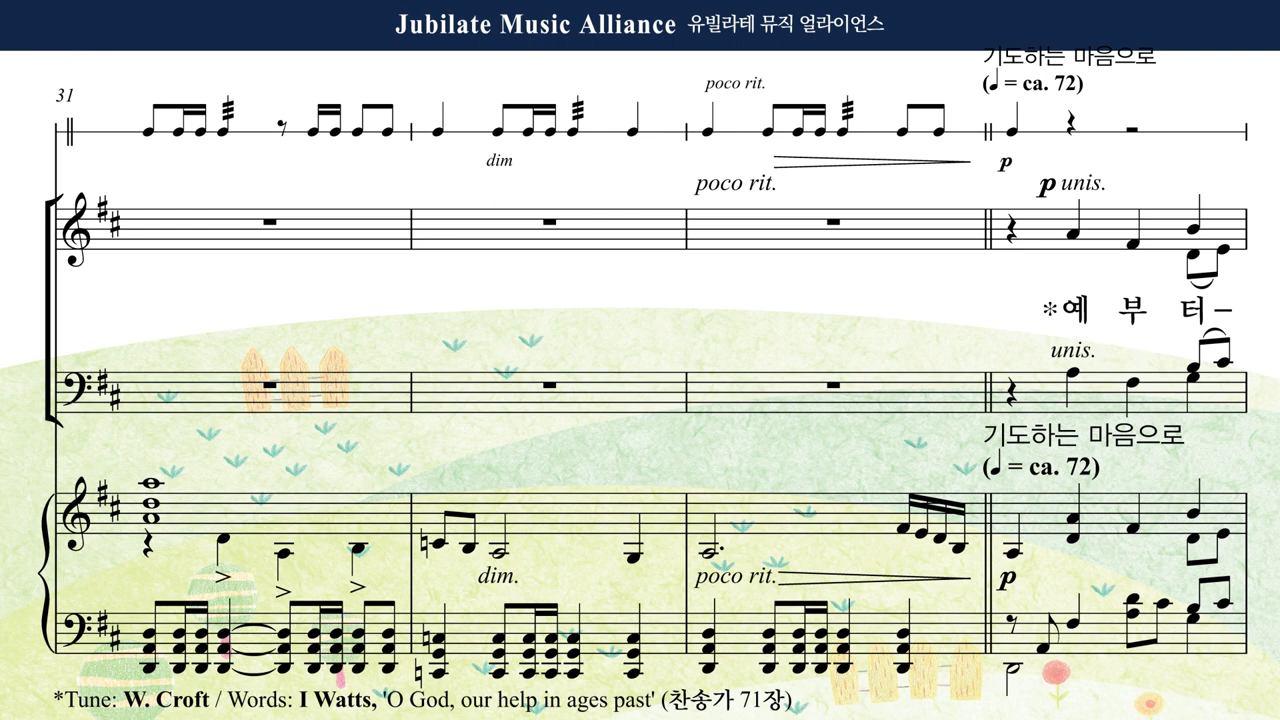 Jubilate Music Alliance 유빌라테 뮤직 얼라이언스
기도하는 마음으로
31
poco rit.
(♩ = ca. 72)
dim
p
poco rit.
p unis.
*예 부 터 –
unis.
기도하는 마음으로
(♩ = ca. 72)
dim.
poco rit.
p
*Tune: W. Croft / Words: I Watts, 'O God, our help in ages past' (찬송가 71장)